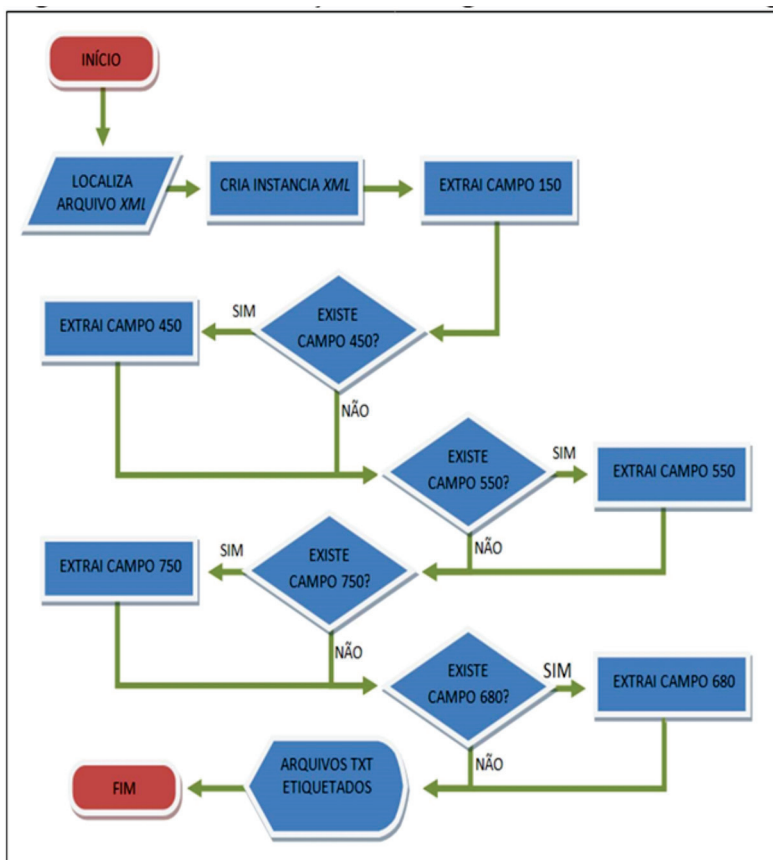 INÍCIO
LOCALIZA
ARQUIVO XML
CRIA INSTANCIA XML
EXTRAI CAMPO 150
EXTRAI CAMPO 450
SIM
EXISTE
CAMPO 450?
NÃO
EXISTE
CAMPO 550?
SIM
EXTRAI CAMPO 550
NÃO
EXTRAI CAMPO 750
SIM
EXISTE
CAMPO 750?
NÃO
EXISTE
CAMPO 680?
SIM
EXTRAI CAMPO 680
NÃO
ARQUIVOS TXT
ETIQUETADOS
FIM